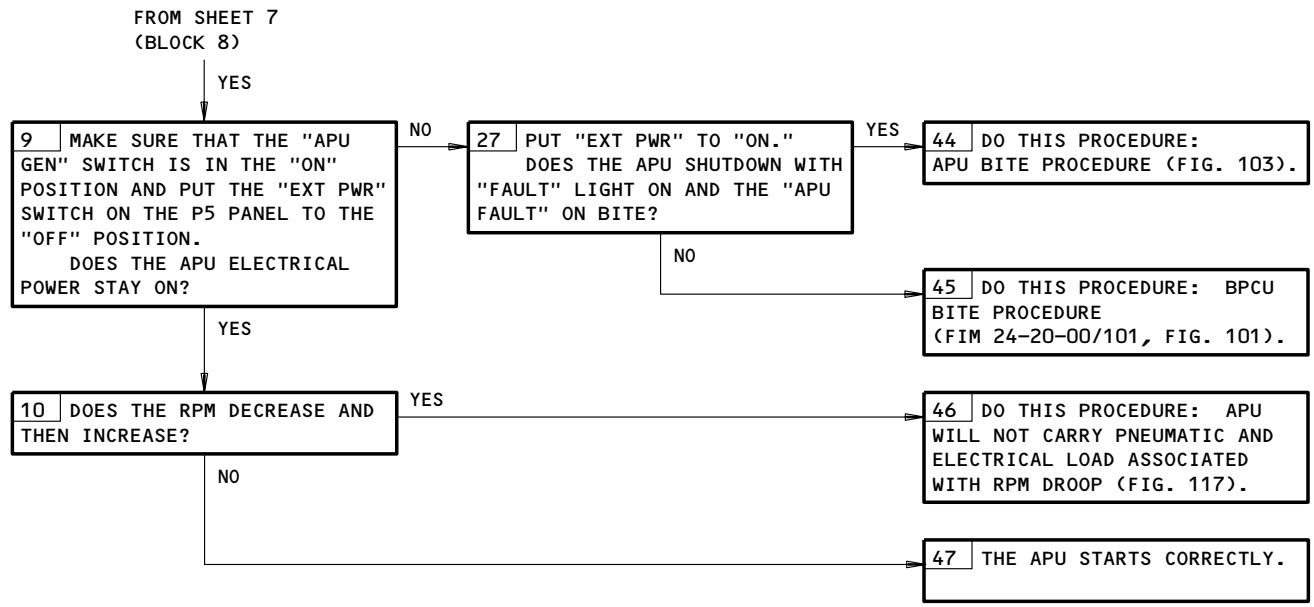 FROM SHEET 7
(BLOCK 8)
YES
9 MAKE SURE THAT THE "APU
GEN" SWITCH IS IN THE "ON"
POSITION AND PUT THE "EXT PWR"
SWITCH ON THE P5 PANEL TO THE
"OFF" POSITION.
DOES THE APU ELECTRICAL
POWER STAY ON?
NO
27 PUT "EXT PWR" TO "ON."
DOES THE APU SHUTDOWN WITH
"FAULT" LIGHT ON AND THE "APU
FAULT" ON BITE?
YES
44 DO THIS PROCEDURE:
APU BITE PROCEDURE (FIG. 103).
NO
45 DO THIS PROCEDURE: BPCU
BITE PROCEDURE
(FIM 24-20-00/101, FIG. 101).
YES
10 DOES THE RPM DECREASE AND
THEN INCREASE?
YES
46 DO THIS PROCEDURE: APU
WILL NOT CARRY PNEUMATIC AND
ELECTRICAL LOAD ASSOCIATED
WITH RPM DROOP (FIG. 117).
NO
47 THE APU STARTS CORRECTLY.